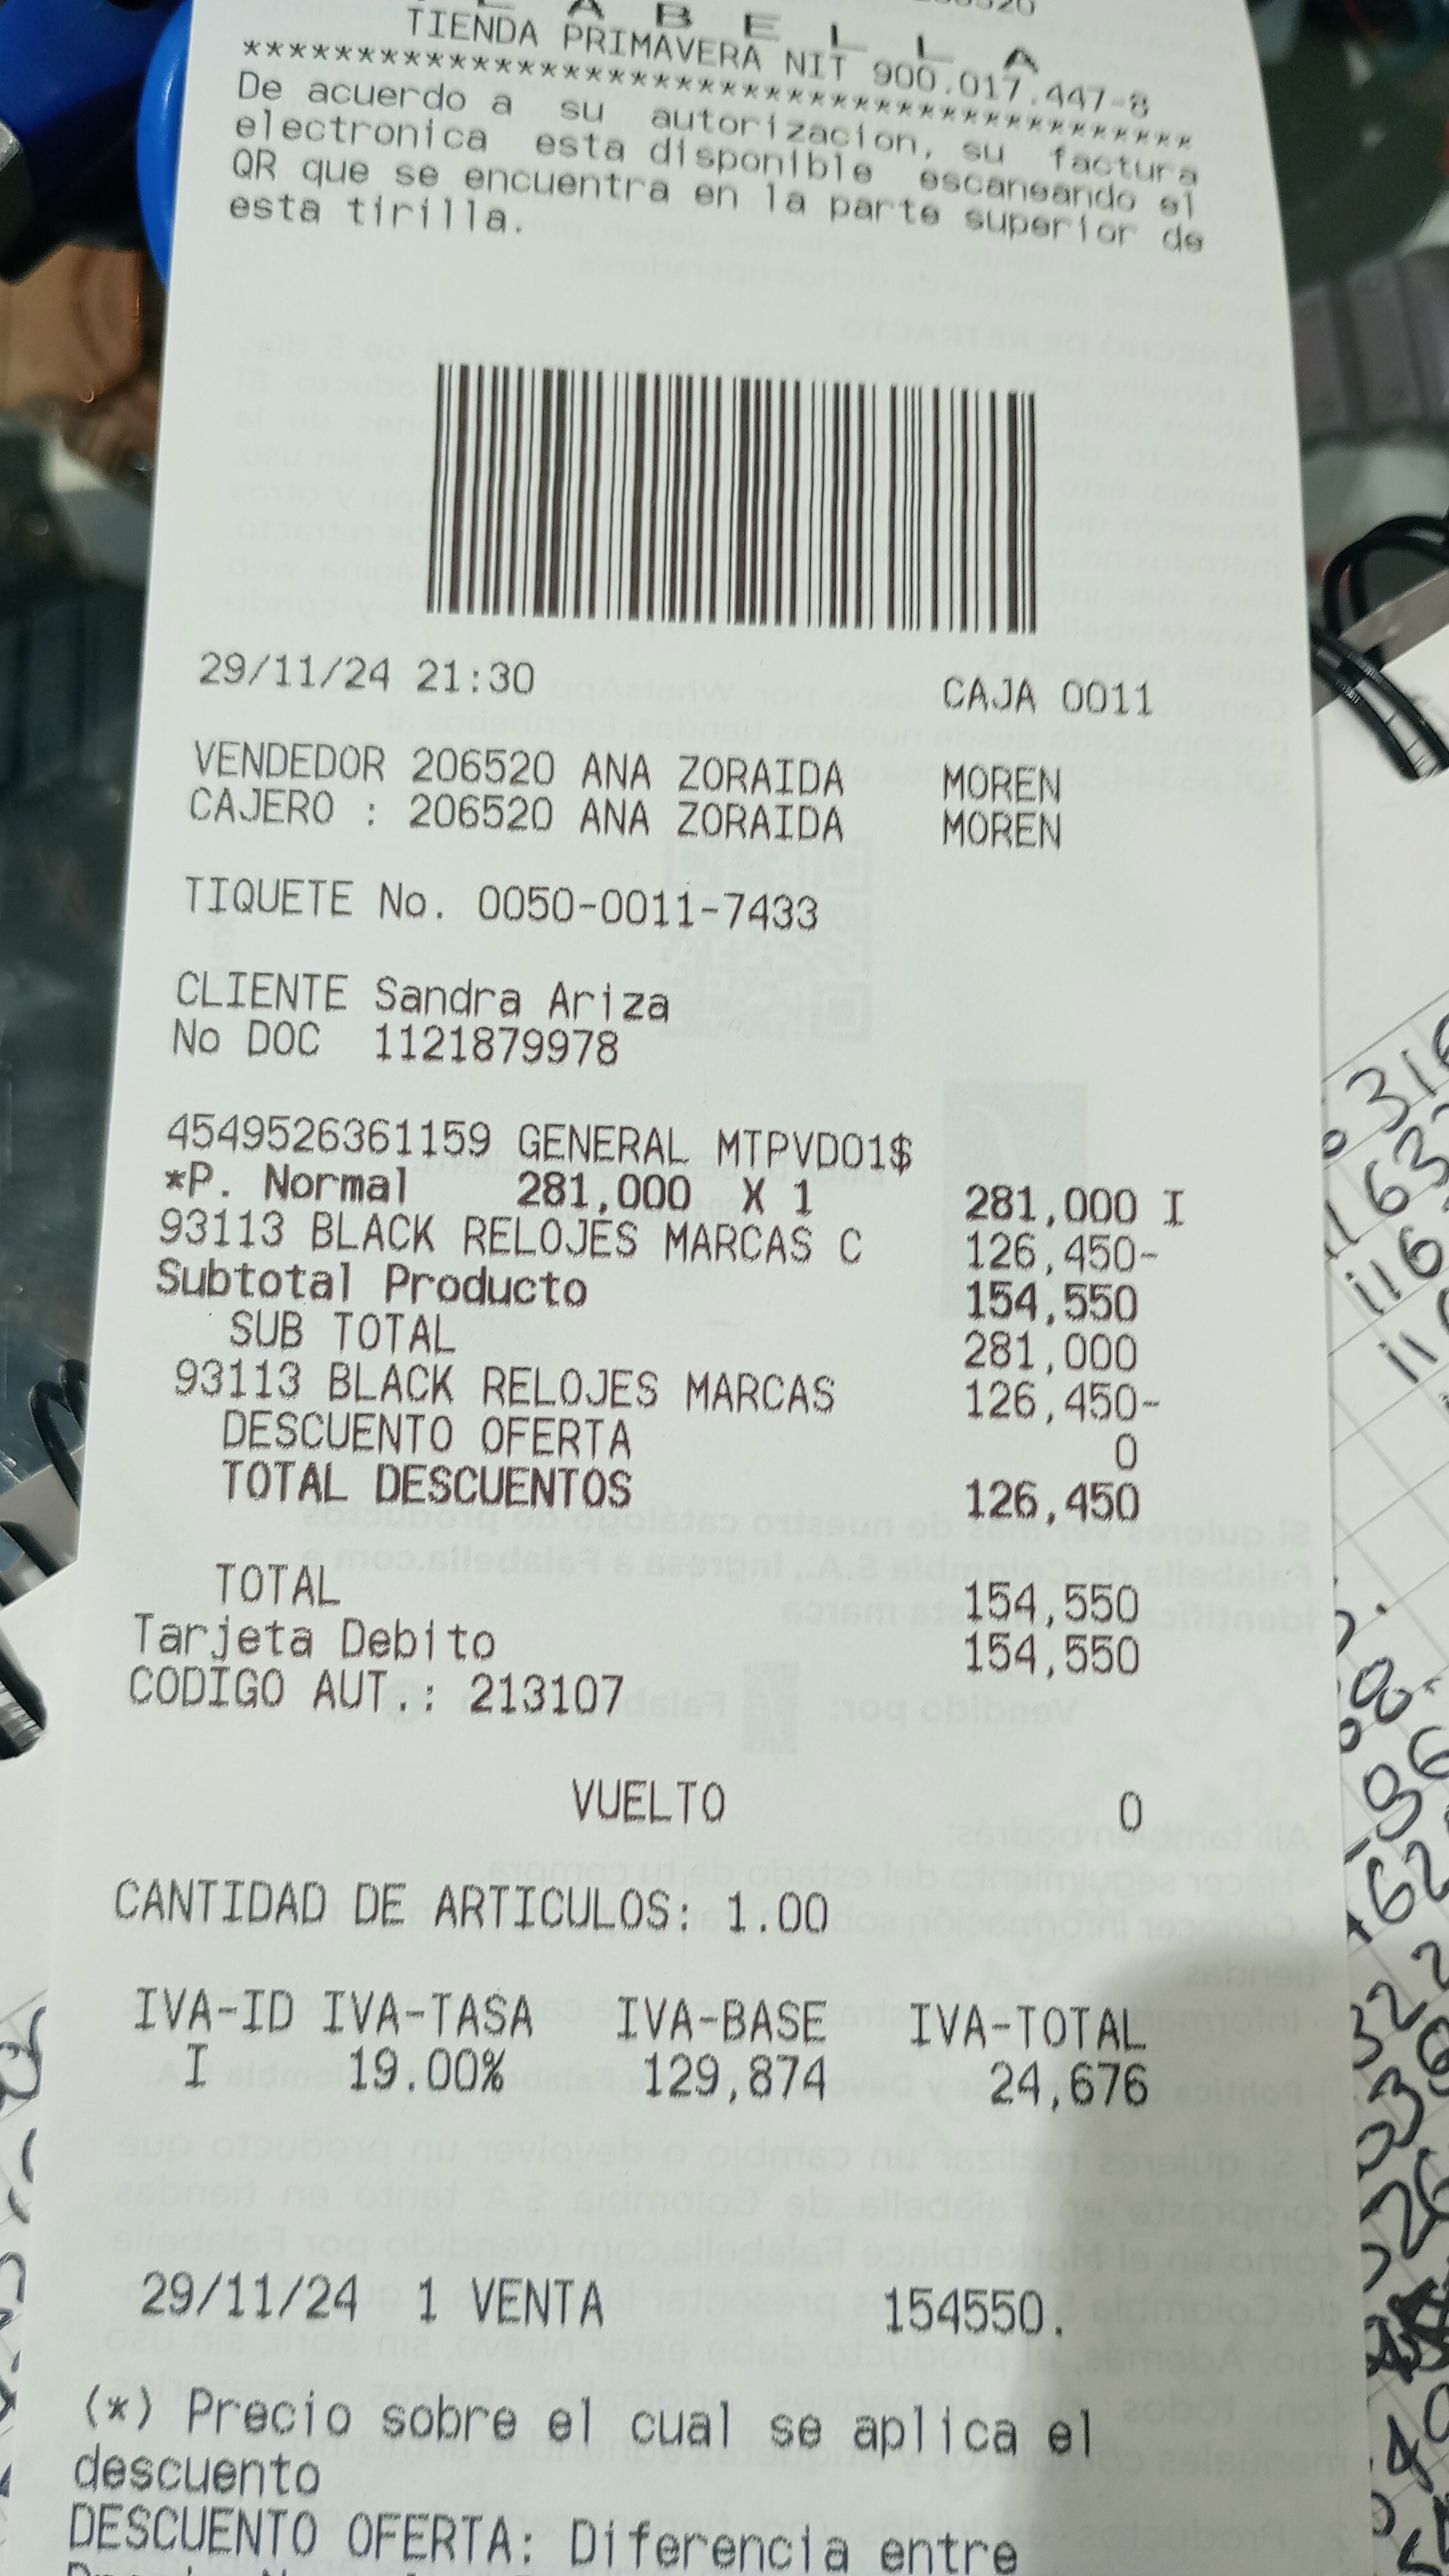 A B E L L A
TIENDA PRIMAVERA NIT 900.017.447-8
****************************************
De acuerdo a su autorizacion, su factura
electronica esta disponible escaneando el
QR que se encuentra en la parte superior de
esta tirilla.
29/11/24 21:30 CAJA 0011
VENDEDOR 206520 ANA ZORAIDA MOREN
CAJERO : 206520 ANA ZORAIDA MOREN
TIQUETE No. 0050-0011-7433
CLIENTE Sandra Ariza
No DOC 1121879978
4549526361159 GENERAL MTPVD01$
*P. Normal 281,000 X 1 281,000 I
93113 BLACK RELOJES MARCAS C 126,450-
Subtotal Producto 154,550
SUB TOTAL 281,000
93113 BLACK RELOJES MARCAS 126,450-
DESCUENTO OFERTA 0
TOTAL DESCUENTOS 126,450
TOTAL 154,550
Tarjeta Debito 154,550
CODIGO AUT.: 213107
VUELTO 0
CANTIDAD DE ARTICULOS: 1.00
IVA-ID IVA-TASA IVA-BASE IVA-TOTAL
I 19.00% 129,874 24,676
29/11/24 1 VENTA 154550.
(*) Precio sobre el cual se aplica el
descuento
DESCUENTO OFERTA: Diferencia entre